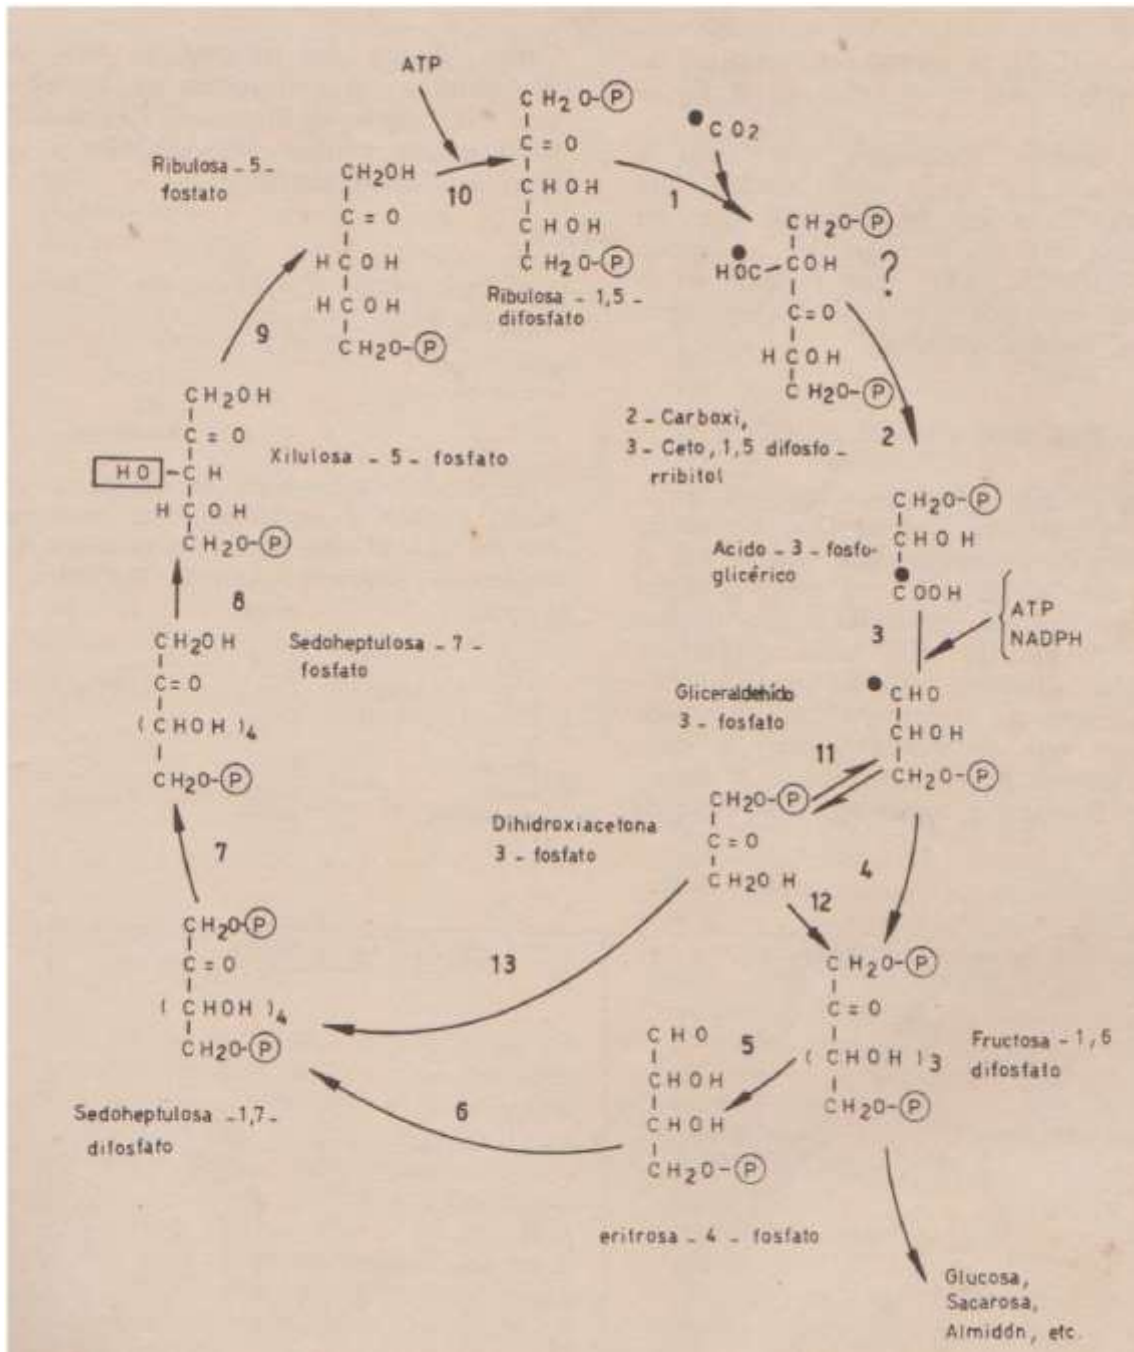 ATP
CH2O-(P)
C=O
CHOH
CHOH
CH2O-(P)
Ribulosa - 1,5 -
difosfato
CO2
1
10
Ribulosa - 5 -
fostato
CH2OH
C=O
HCOH
HCOH
CH2O-(P)
CH2O-(P)
HOC-COH
C=O
HCOH
CH2O-(P)
?
2 - Carboxi,
3 - Ceto, 1,5 difosfo -
rribitol
2
9
CH2OH
C=O
HO-CH
HCOH
CH2O-(P)
Xilulosa - 5 - fosfato
CH2O-(P)
CHOH
COOH
Acido - 3 - fosfo-
glicérico
3
ATP
NADPH
8
CH2OH
C=O
(CHOH)4
CH2O-(P)
Sedoheptulosa - 7 -
fosfato
Gliceraldehído
3 - fosfato
CHO
CHOH
CH2O-(P)
11
CH2O-(P)
C=O
CH2OH
Dihidroxiacetona
3 - fosfato
4
12
7
13
CH2O-(P)
C=O
(CHOH)4
CH2O-(P)
Sedoheptulosa -1,7-
difosfato
CH2O-(P)
C=O
(CHOH)3
CH2O-(P)
Fructosa - 1,6
difosfato
5
6
CHO
CHOH
CHOH
CH2O-(P)
eritrosa - 4 - fosfato
Glucosa,
Sacarosa,
Almidón, etc.